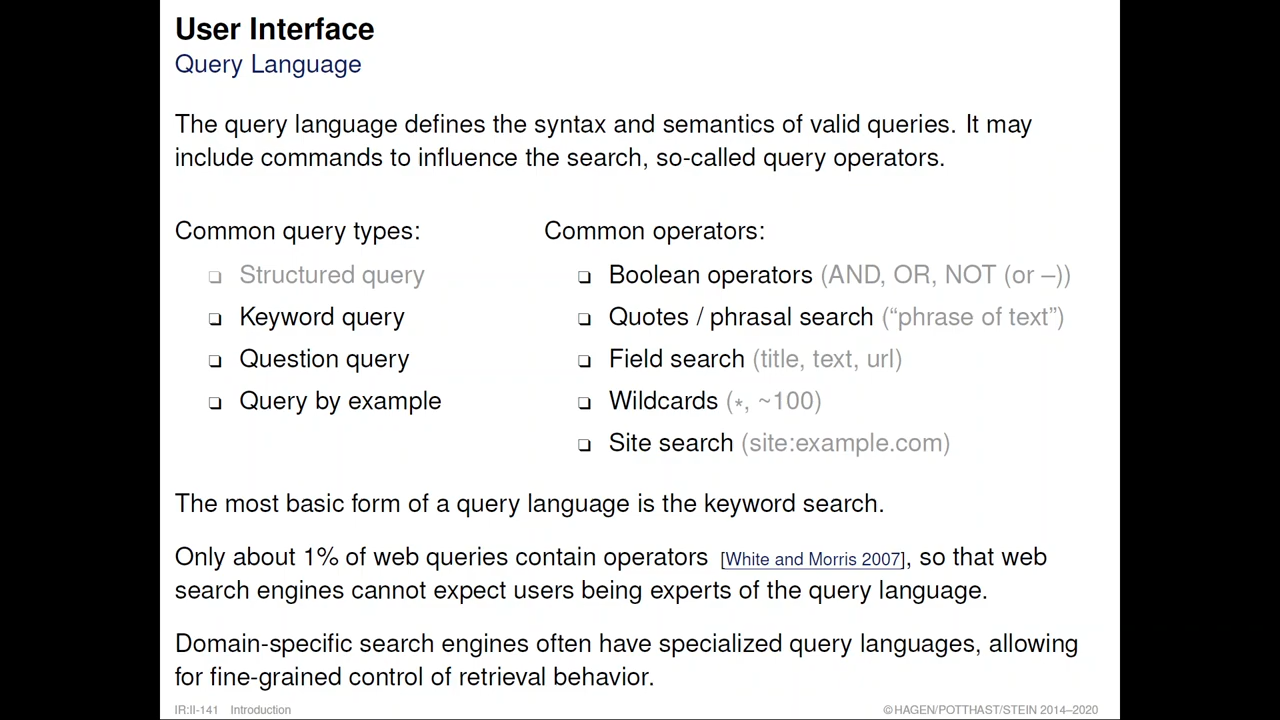 User Interface
Query Language
The query language defines the syntax and semantics of valid queries. It may
include commands to influence the search, so-called query operators.
Common query types:
❏ Structured query
❏ Keyword query
❏ Question query
❏ Query by example
Common operators:
❏ Boolean operators (AND, OR, NOT (or –))
❏ Quotes / phrasal search (“phrase of text”)
❏ Field search (title, text, url)
❏ Wildcards (*, ~100)
❏ Site search (site:example.com)
The most basic form of a query language is the keyword search.
Only about 1% of web queries contain operators [White and Morris 2007], so that web
search engines cannot expect users being experts of the query language.
Domain-specific search engines often have specialized query languages, allowing
for fine-grained control of retrieval behavior.
IR:II-141 Introduction ©HAGEN/POTTHAST/STEIN 2014–2020